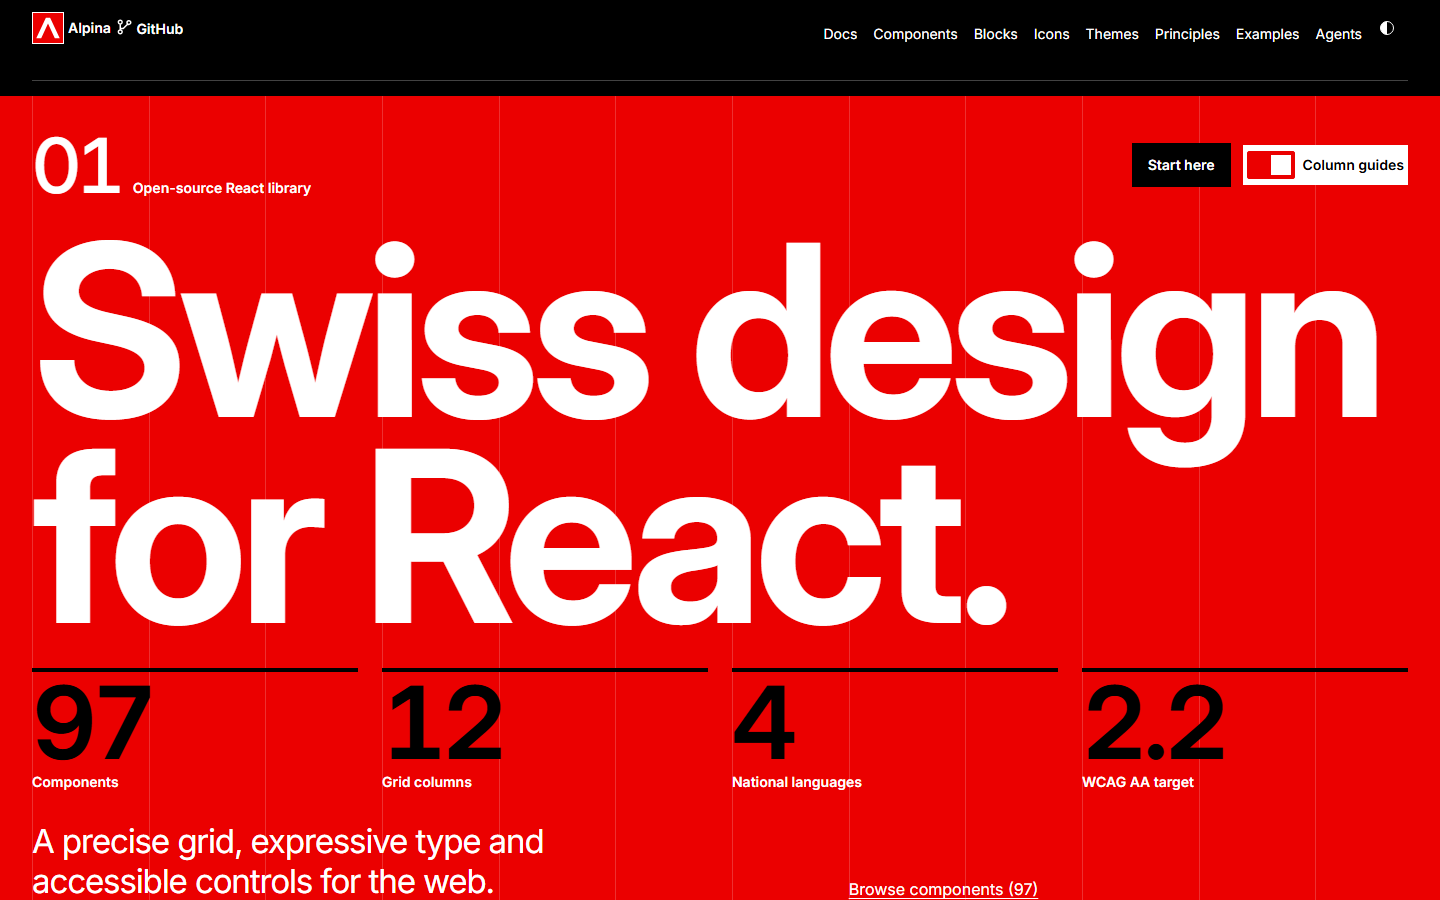 Alpina GitHub
Docs Components Blocks Icons Themes Principles Examples Agents
01 Open-source React library
Start here
Column guides
Swiss design
for React.
97
Components
12
Grid columns
4
National languages
2.2
WCAG AA target
A precise grid, expressive type and
accessible controls for the web.
Browse components (97)